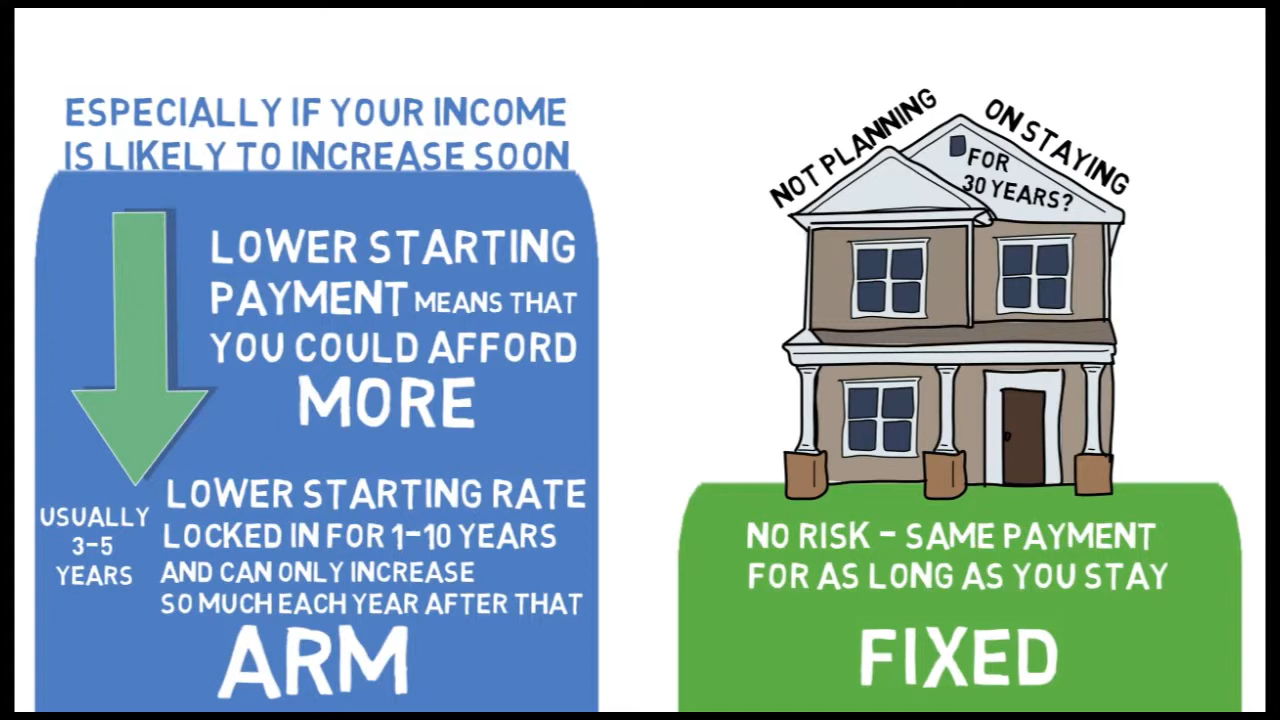 ESPECIALLY IF YOUR INCOME
IS LIKELY TO INCREASE SOON
LOWER STARTING
PAYMENT MEANS THAT
YOU COULD AFFORD
MORE
USUALLY
3-5
YEARS
LOWER STARTING RATE
LOCKED IN FOR 1-10 YEARS
AND CAN ONLY INCREASE
SO MUCH EACH YEAR AFTER THAT
ARM
NOT PLANNING
ON STAYING
FOR
30 YEARS?
NO RISK - SAME PAYMENT
FOR AS LONG AS YOU STAY
FIXED